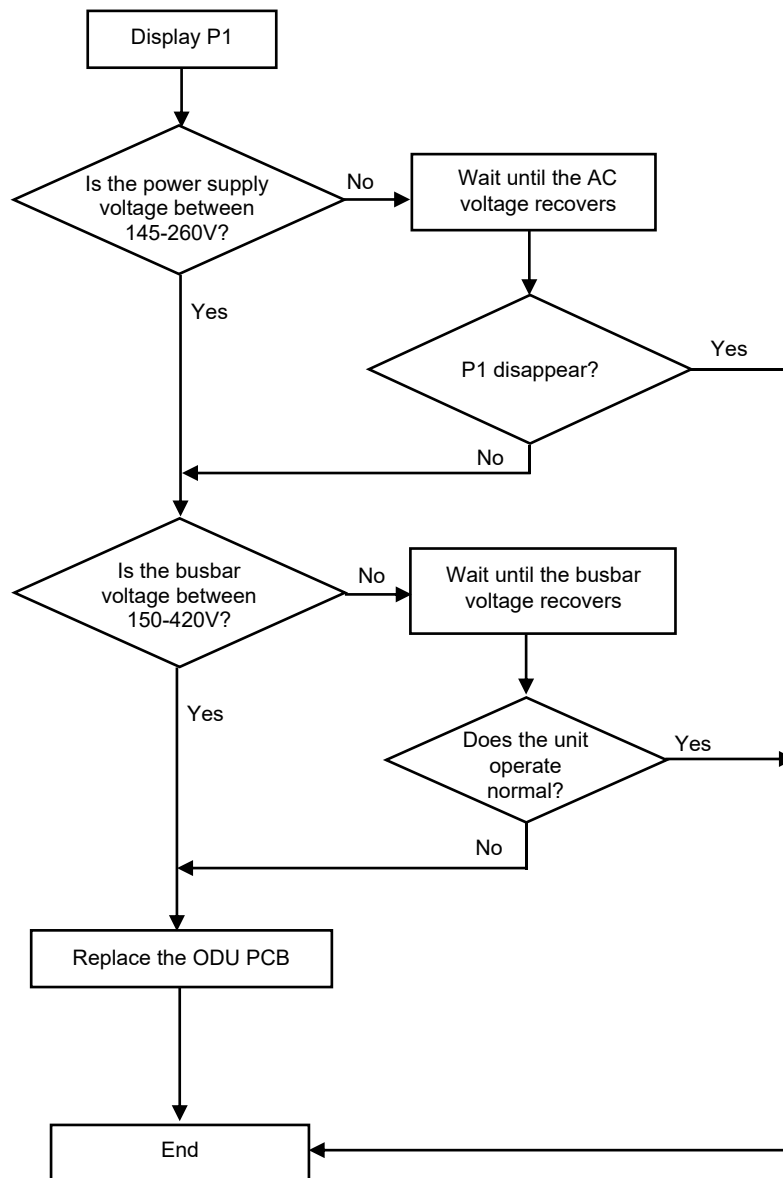 Display P1
Is the power supply
voltage between
145-260V?
No
Wait until the AC
voltage recovers
Yes
P1 disappear?
Yes
No
Is the busbar
voltage between
150-420V?
No
Wait until the busbar
voltage recovers
Yes
Does the unit
operate
normal?
Yes
No
Replace the ODU PCB
End